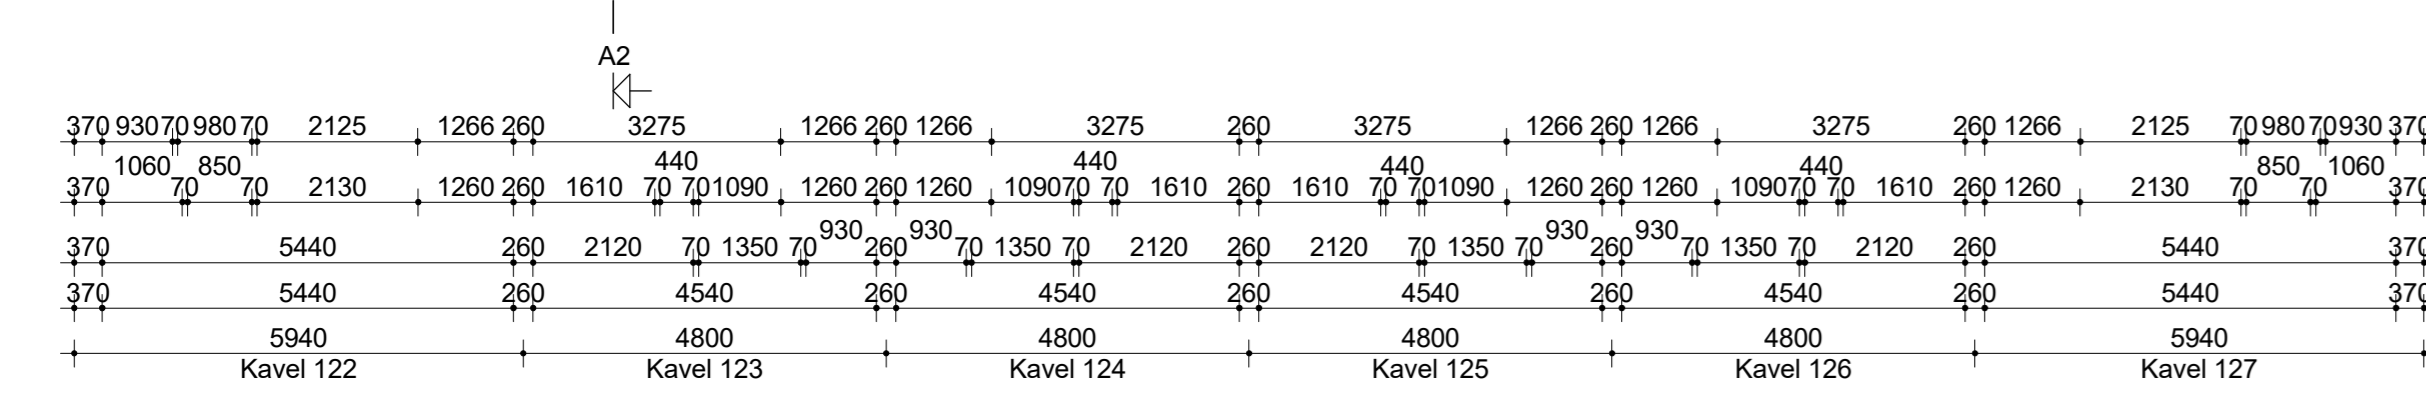 A2
370 930 70 980 70 2125 1266 260 3275 1266 260 1266 3275 260 3275 1266 260 1266 3275 260 1266 2125 70 980 70 930 370
1060 850 440 440 440 440 850 1060
370 70 70 2130 1260 260 1610 70 70 1090 1260 260 1260 1090 70 70 1610 260 1610 70 70 1090 1260 260 1260 1090 70 70 1610 260 1260 2130 70 70 370
930 930 930 930
370 5440 260 2120 70 1350 70 260 70 1350 70 2120 260 2120 70 1350 70 260 70 1350 70 2120 260 5440 370
370 5440 260 4540 260 4540 260 4540 260 4540 260 5440 370
5940 4800 4800 4800 4800 5940
Kavel 122 Kavel 123 Kavel 124 Kavel 125 Kavel 126 Kavel 127